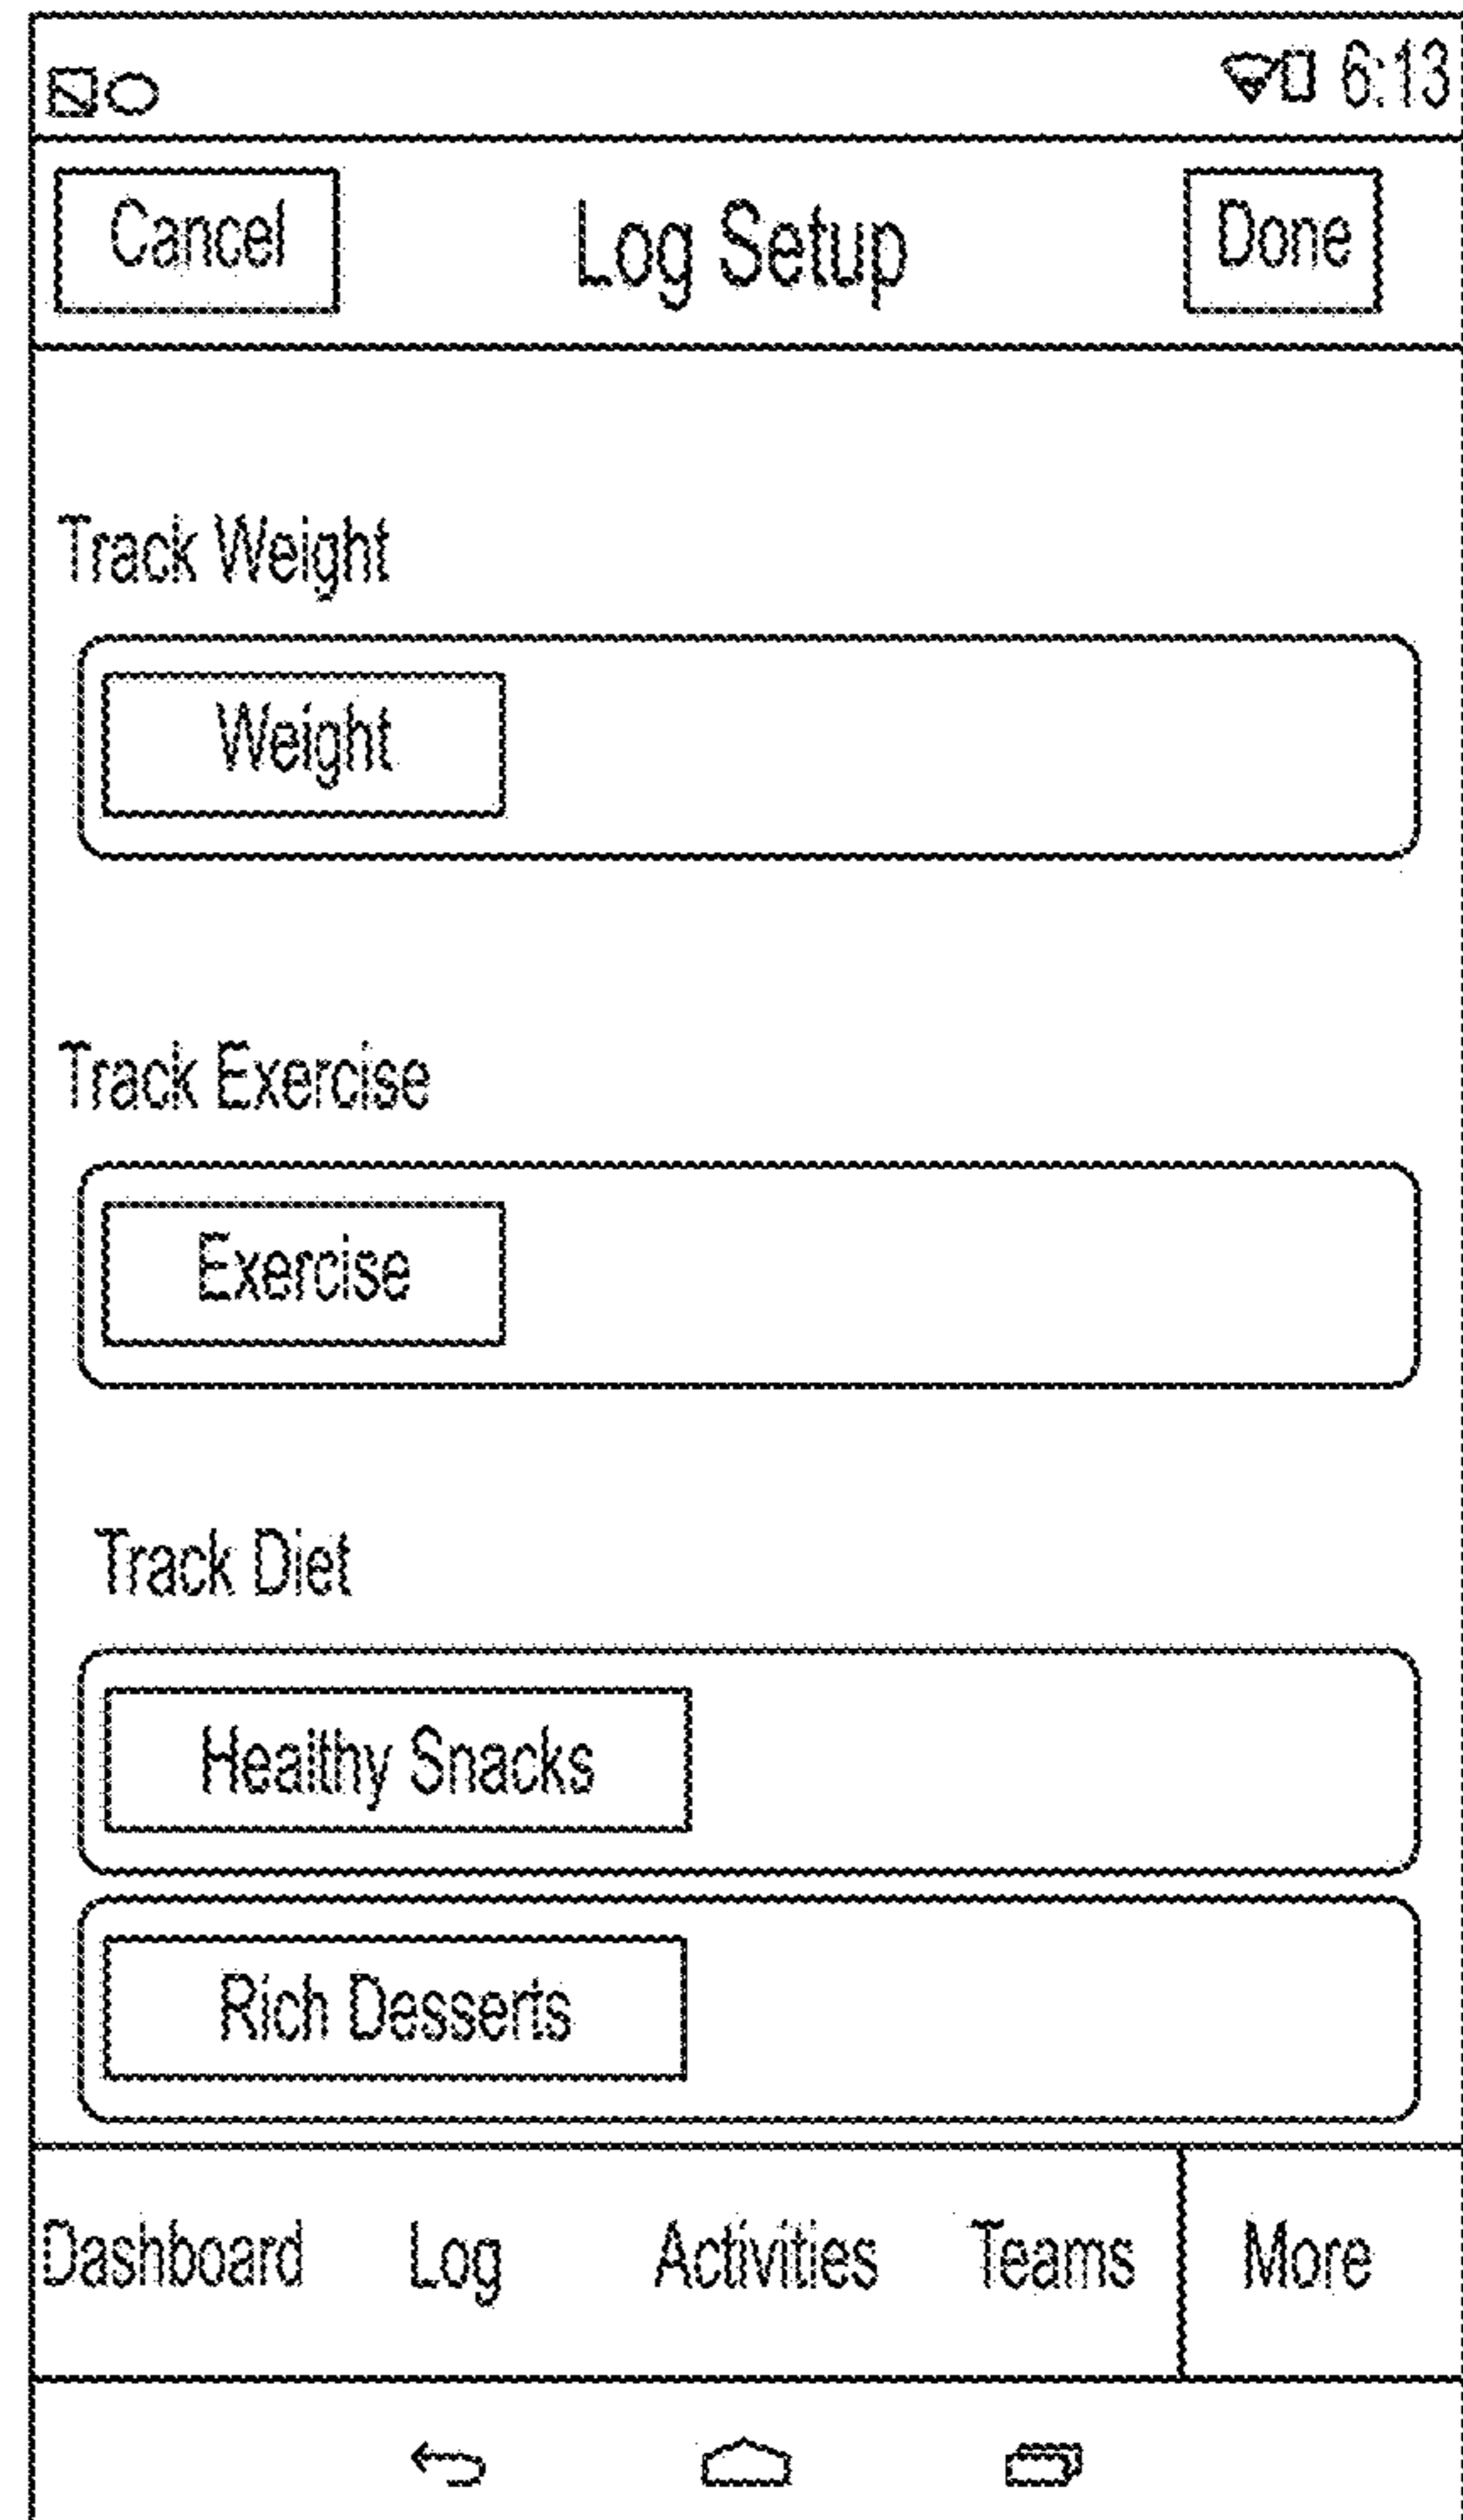 6:13
Cancel Log Setup Done
Track Weight
Weight
Track Exercise
Exercise
Track Diet
Healthy Snacks
Rich Desserts
Dashboard Log Activities Teams More